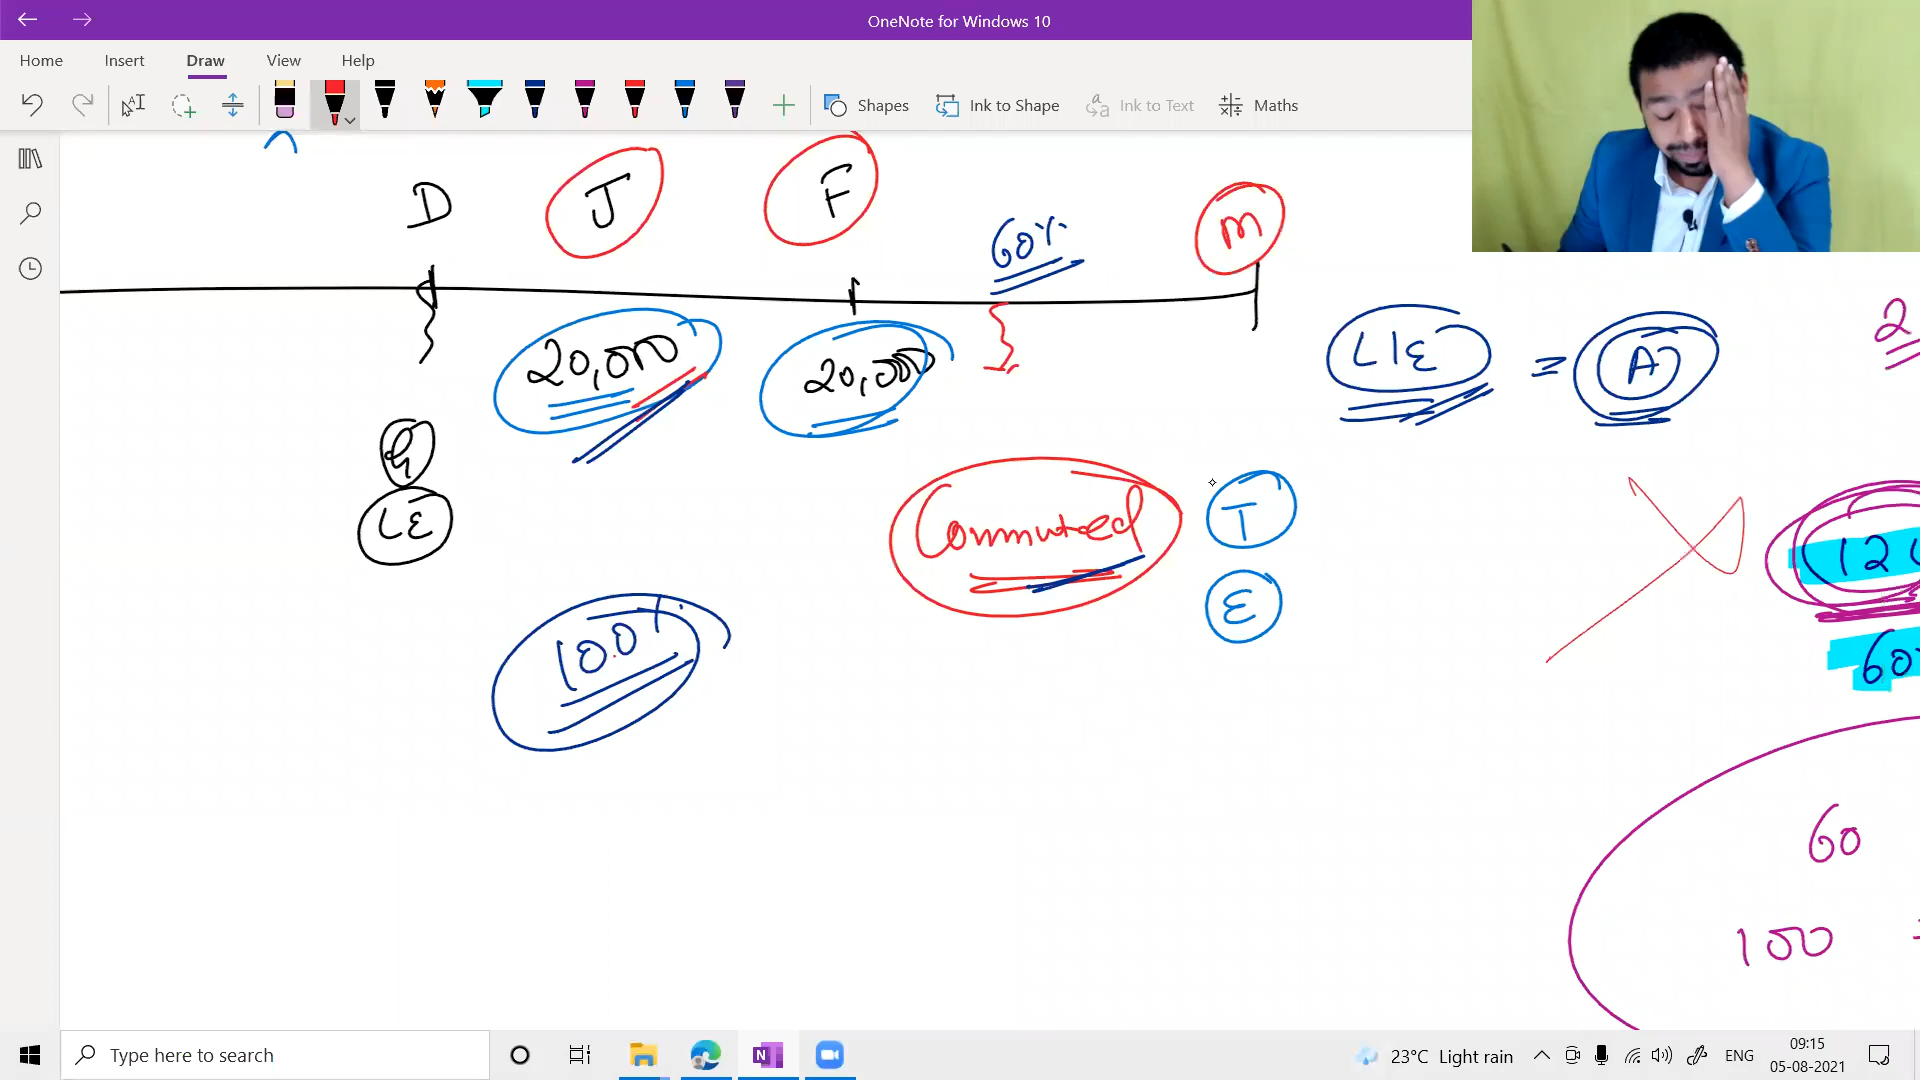 OneNote for Windows 10
Home Insert Draw View Help
Shapes Ink to Shape Ink to Text Maths
D J F 60% M
20,000 20,000
LIE = A
2
LE
Commuted T
E
100%
60
100
Type here to search
23°C Light rain ENG 09:15
05-08-2021